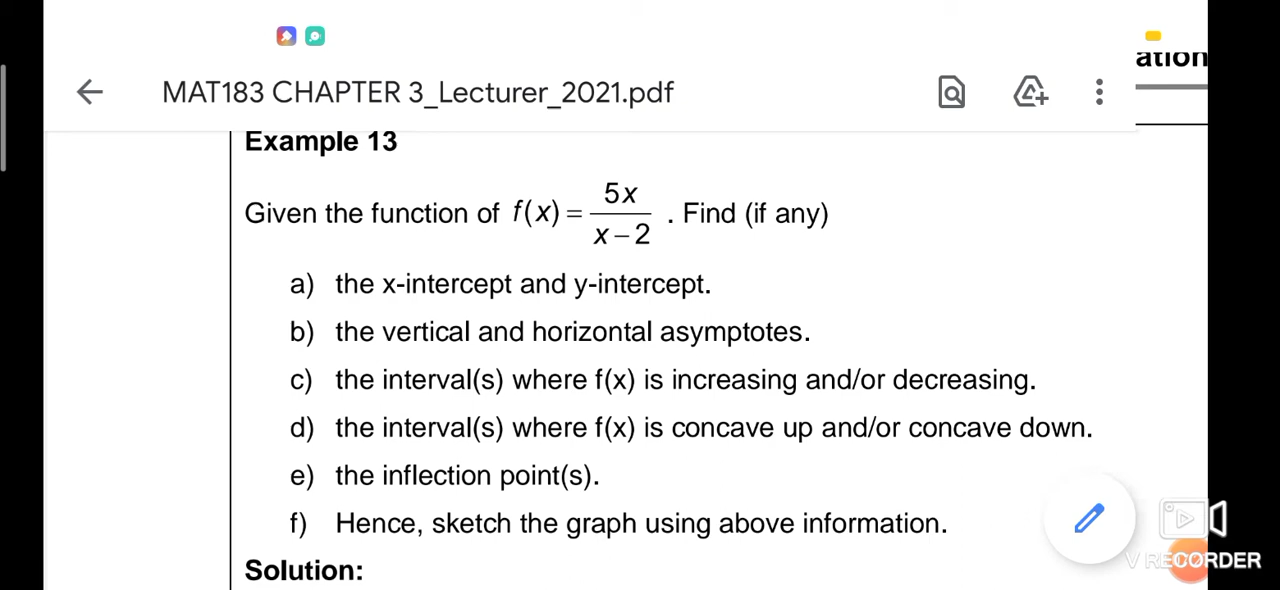 ation
MAT183 CHAPTER 3_Lecturer_2021.pdf
Example 13
Given the function of f(x) = 5x / x − 2 . Find (if any)
a) the x-intercept and y-intercept.
b) the vertical and horizontal asymptotes.
c) the interval(s) where f(x) is increasing and/or decreasing.
d) the interval(s) where f(x) is concave up and/or concave down.
e) the inflection point(s).
f) Hence, sketch the graph using above information.
Solution:
V RECORDER